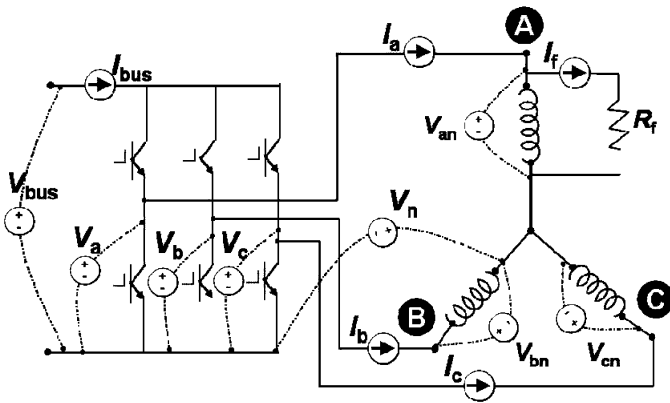 A
I_a
I_f
I_bus
R_f
V_an
V_bus
V_n
V_a
V_b
V_c
C
B
I_b
V_bn
V_cn
I_c